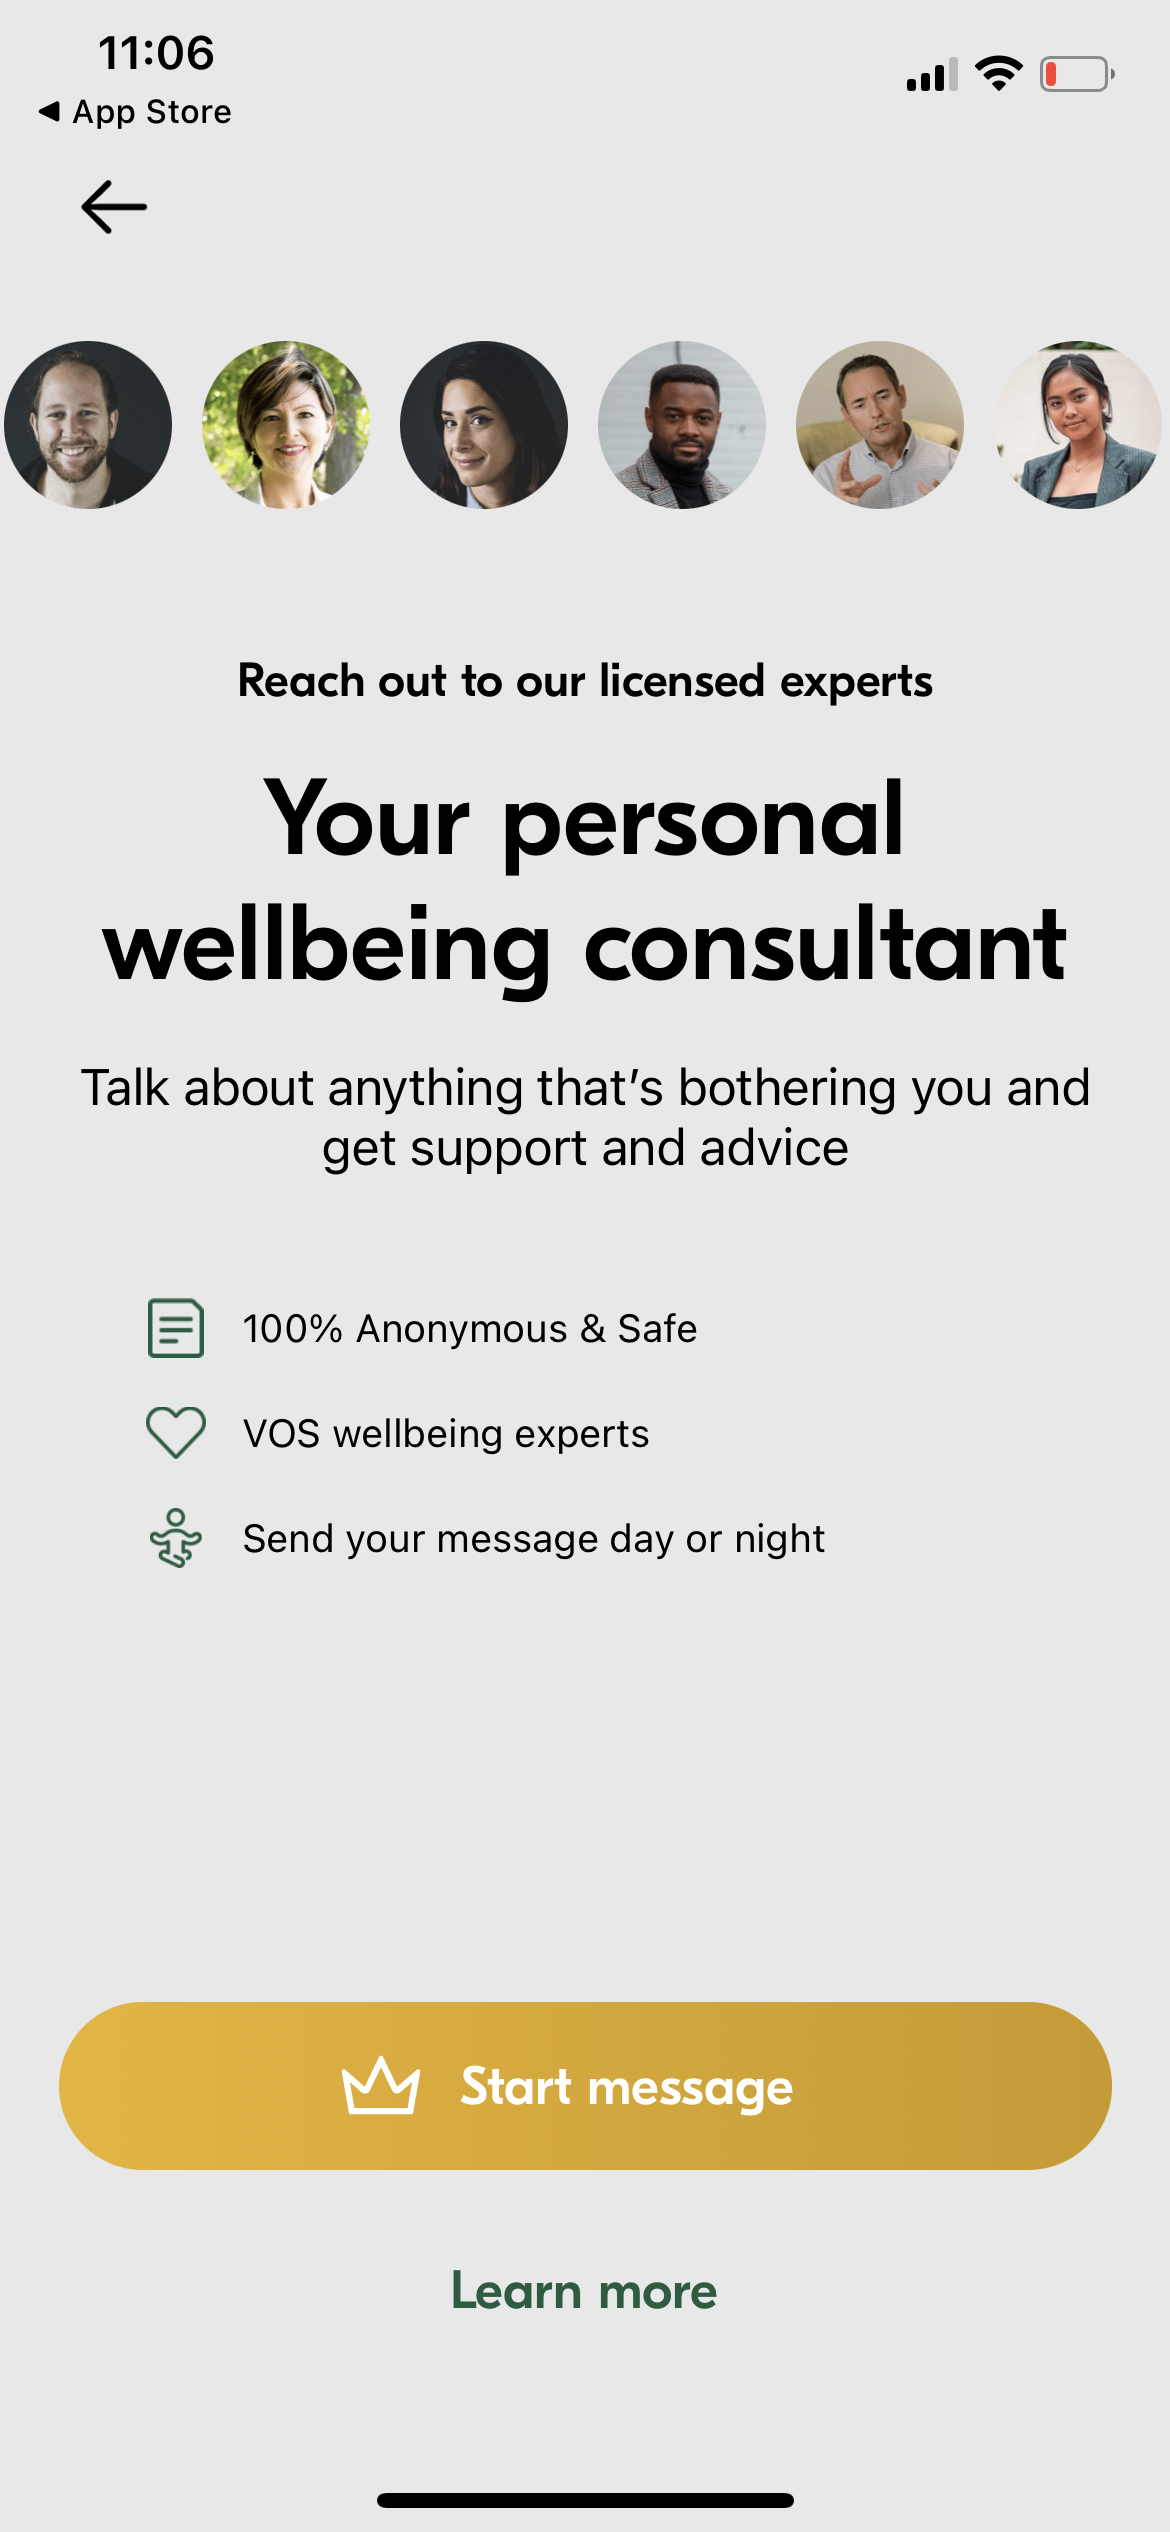 11:06
◀ App Store
Reach out to our licensed experts
Your personal
wellbeing consultant
Talk about anything that’s bothering you and
get support and advice
100% Anonymous & Safe
VOS wellbeing experts
Send your message day or night
Start message
Learn more